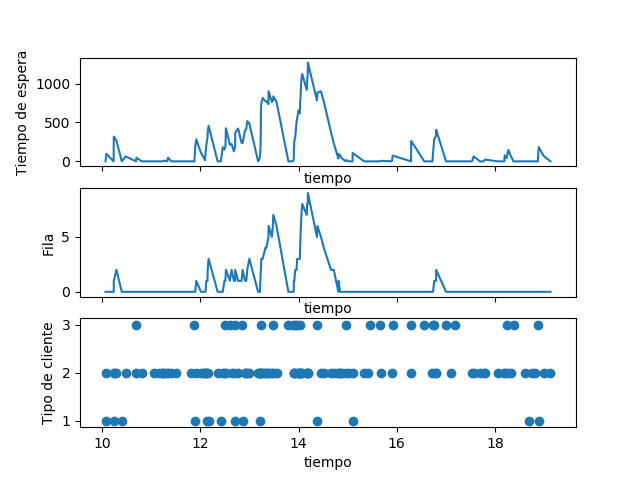 Tiempo de espera
1000
500
0
tiempo
Fila
5
0
tiempo
Tipo de cliente
3
2
1
10 12 14 16 18
tiempo